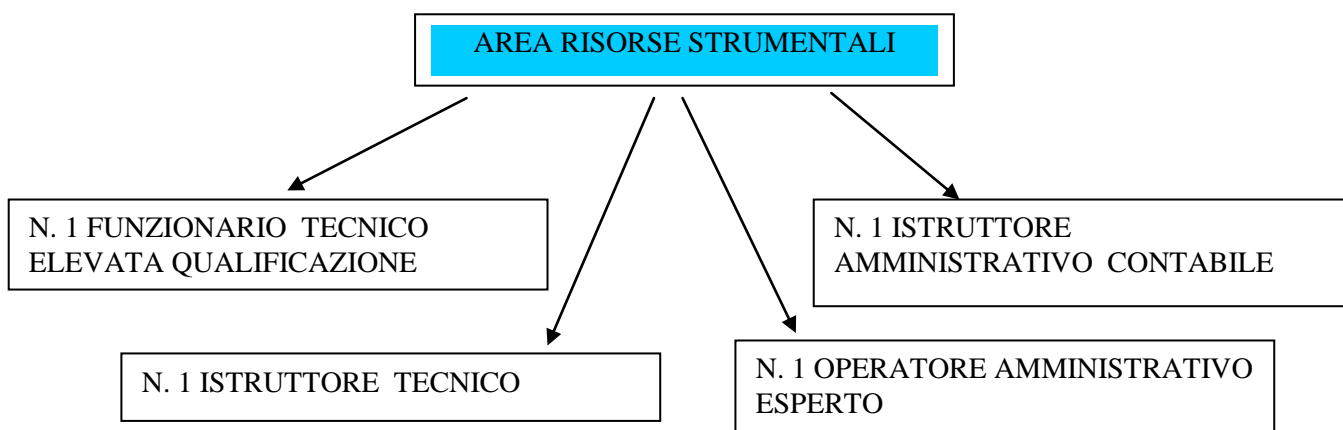 AREA RISORSE STRUMENTALI
N. 1 FUNZIONARIO TECNICO
ELEVATA QUALIFICAZIONE
N. 1 ISTRUTTORE
AMMINISTRATIVO CONTABILE
N. 1 ISTRUTTORE TECNICO
N. 1 OPERATORE AMMINISTRATIVO
ESPERTO